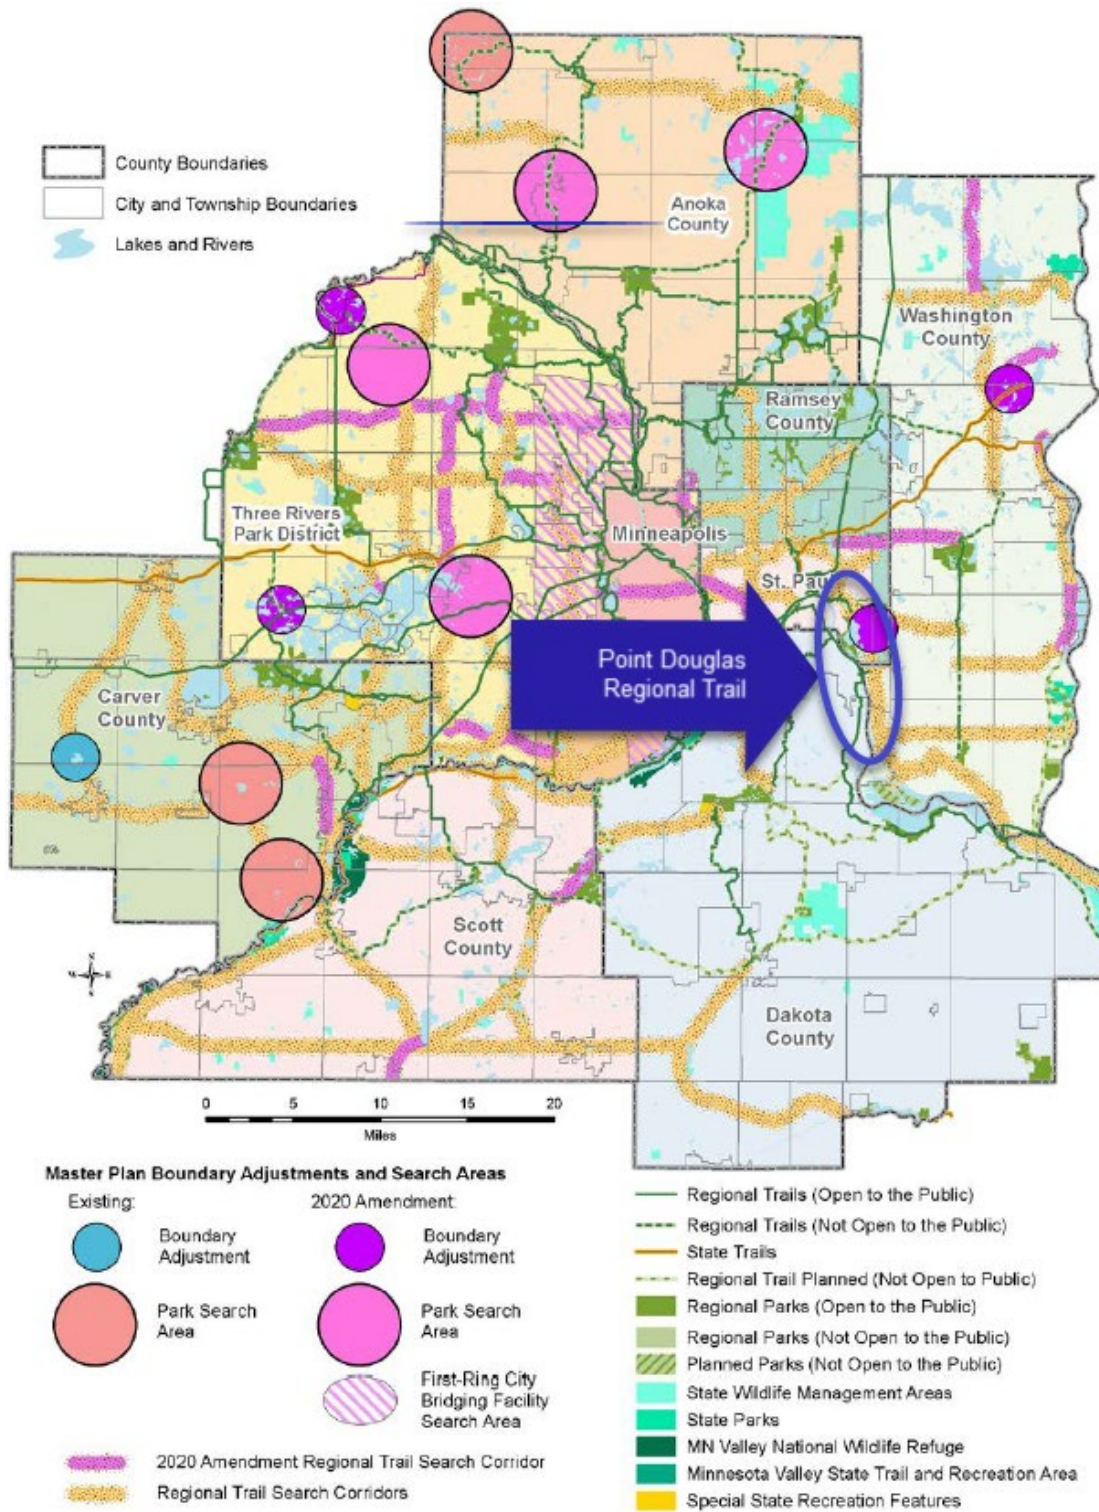 County Boundaries
City and Township Boundaries
Lakes and Rivers
Anoka
County
Washington
County
Ramsey
County
Three Rivers
Park District
Minneapolis
St. Pau
Point Douglas
Regional Trail
Carver
County
Scott
County
Dakota
County
0 5 10 15 20
Miles
Master Plan Boundary Adjustments and Search Areas
Existing:
Boundary
Adjustment
Park Search
Area
2020 Amendment:
Boundary
Adjustment
Park Search
Area
First-Ring City
Bridging Facility
Search Area
2020 Amendment Regional Trail Search Corridor
Regional Trail Search Corridors
Regional Trails (Open to the Public)
Regional Trails (Not Open to the Public)
State Trails
Regional Trail Planned (Not Open to Public)
Regional Parks (Open to the Public)
Regional Parks (Not Open to the Public)
Planned Parks (Not Open to the Public)
State Wildlife Management Areas
State Parks
MN Valley National Wildlife Refuge
Minnesota Valley State Trail and Recreation Area
Special State Recreation Features